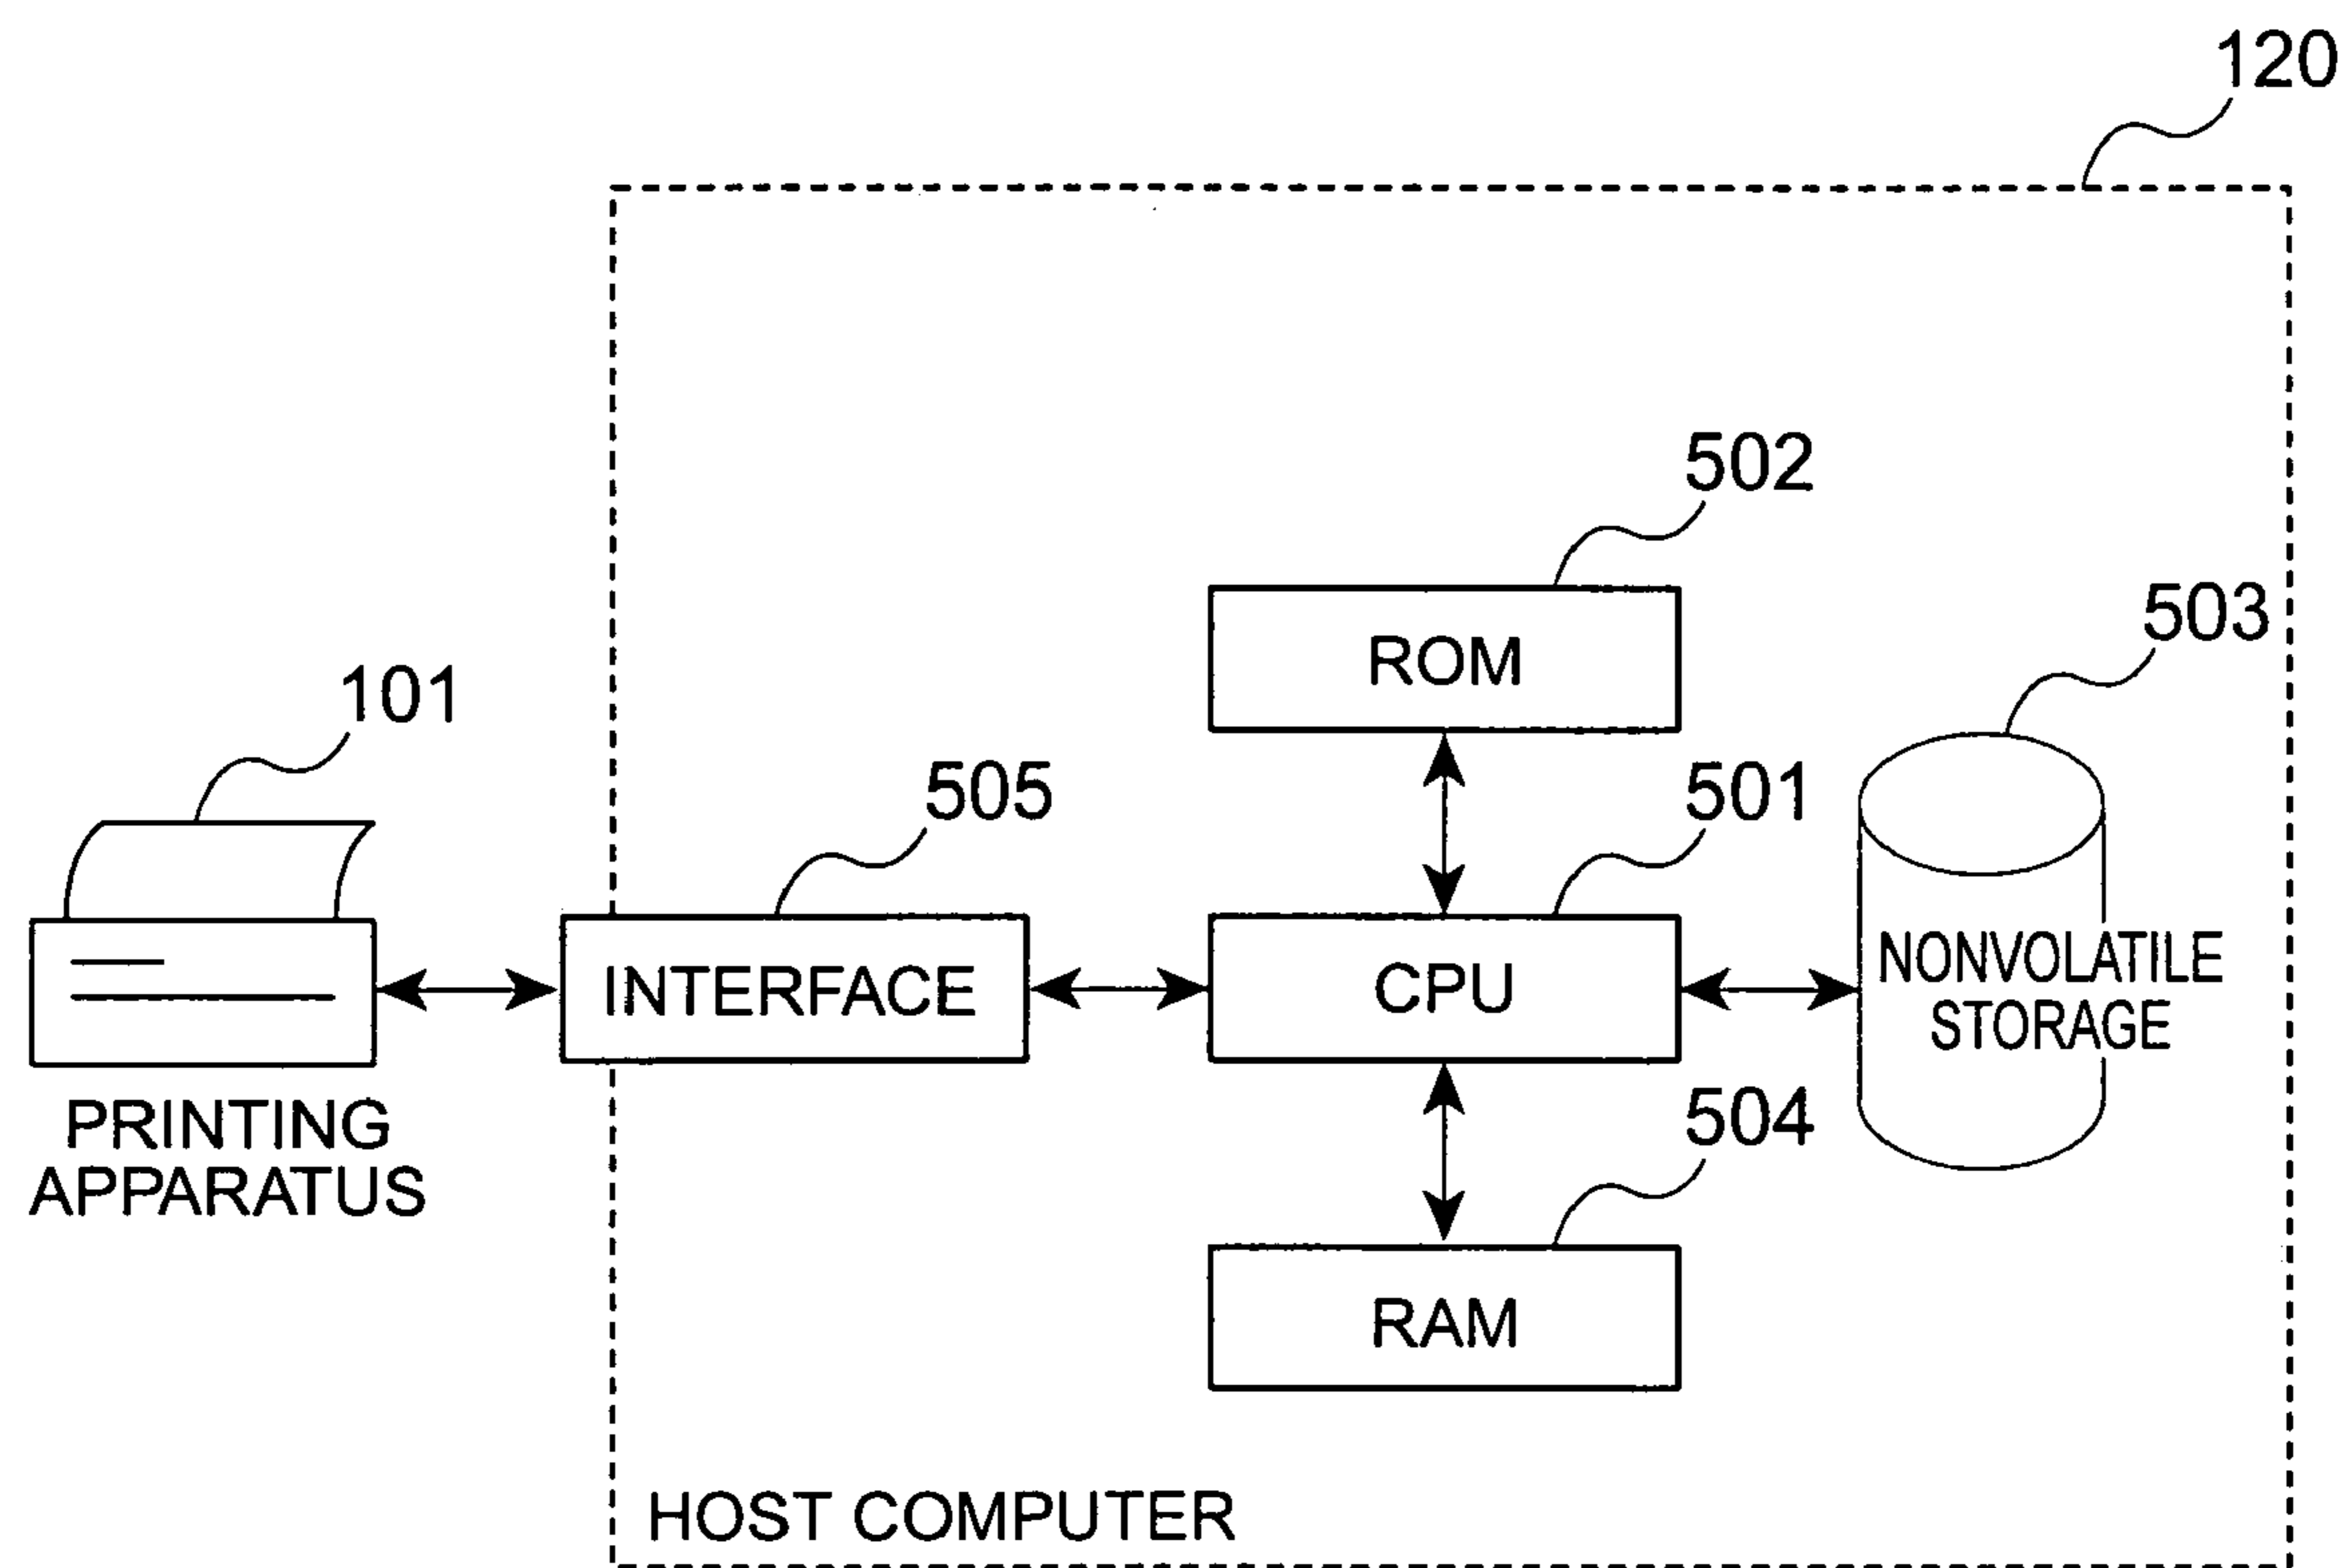 120
502
ROM
503
101
505
501
INTERFACE
CPU
NONVOLATILE
STORAGE
PRINTING
APPARATUS
504
RAM
HOST COMPUTER